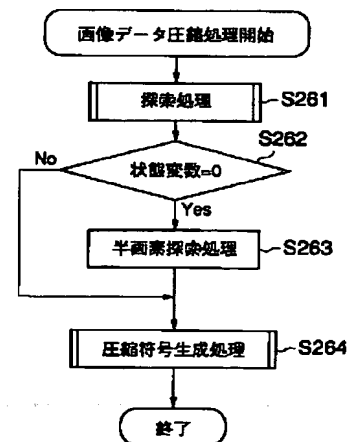 画像データ圧縮処理開始
探索処理
S261
S262
No
状態変数=0
Yes
半画素探索処理
S263
圧縮符号生成処理
S264
終了